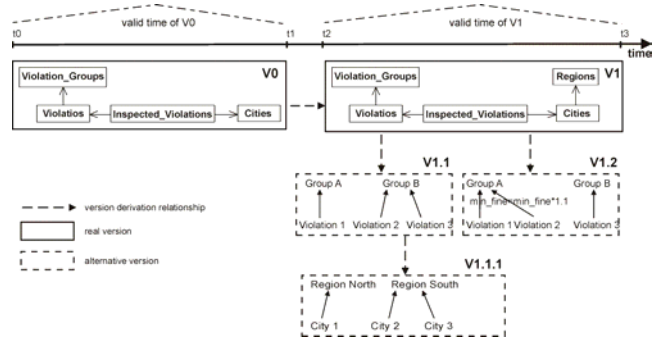 valid time of V0 valid time of V1
t0 t1 t2 t3
time
V0 V1
Violation_Groups Violation_Groups Regions
Violatios Inspected_Violations Cities Violatios Inspected_Violations Cities
V1.1 V1.2
Group A Group B Group A Group B
min_fine=min_fine*1.1
version derivation relationship
Violation 1 Violation 2 Violation 3 Violation 1 Violation 2 Violation 3
real version
V1.1.1
alternative version
Region North Region South
City 1 City 2 City 3